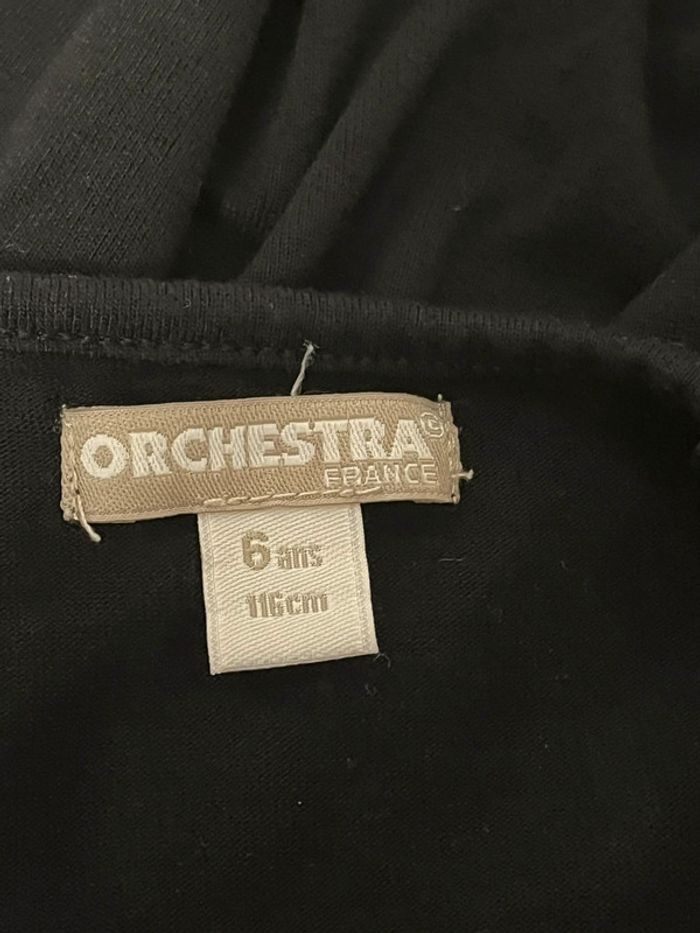 ORCHESTRA©
FRANCE
6 ans
116cm